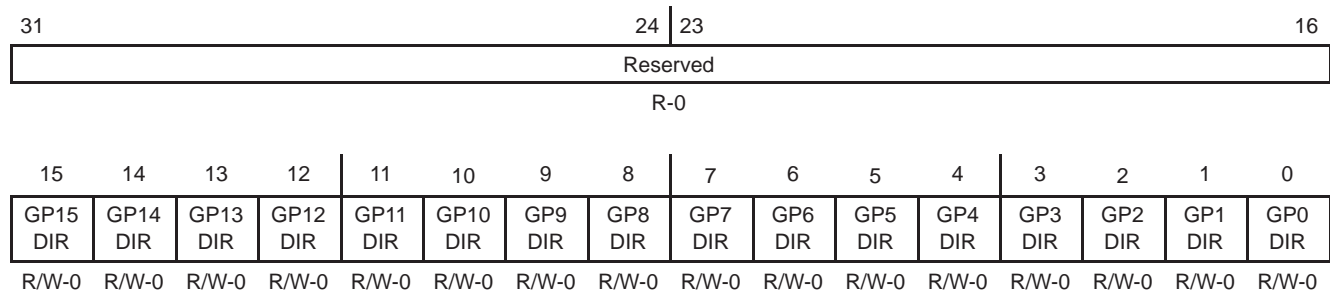 31 24 23 16
Reserved
R-0
15 14 13 12 11 10 9 8 7 6 5 4 3 2 1 0
GP15 GP14 GP13 GP12 GP11 GP10 GP9 GP8 GP7 GP6 GP5 GP4 GP3 GP2 GP1 GP0
DIR DIR DIR DIR DIR DIR DIR DIR DIR DIR DIR DIR DIR DIR DIR DIR
R/W-0 R/W-0 R/W-0 R/W-0 R/W-0 R/W-0 R/W-0 R/W-0 R/W-0 R/W-0 R/W-0 R/W-0 R/W-0 R/W-0 R/W-0 R/W-0